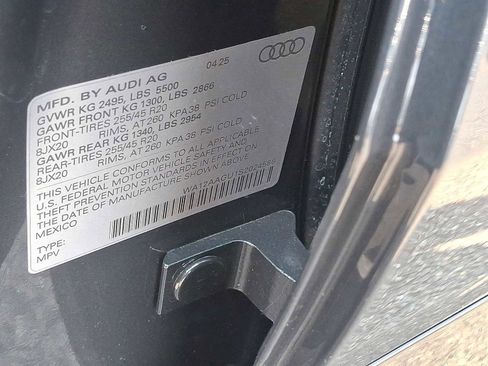 MFD. BY AUDI AG 04.25
GVWR KG 2495, LBS 5500
GAWR FRONT KG 1300, LBS 2866
FRONT-TIRES 255/45 R20
8JX20 RIMS, AT 260 KPA 38 PSI COLD
GAWR REAR KG 1340, LBS 2954
REAR-TIRES 255/45 R20
8JX20 RIMS, AT 260 KPA 38 PSI COLD
THIS VEHICLE CONFORMS TO ALL APPLICABLE
U.S. FEDERAL MOTOR VEHICLE SAFETY AND
THEFT PREVENTION STANDARDS IN EFFECT ON THE
DATE OF MANUFACTURE SHOWN ABOVE.
MEXICO
TYPE:
MPV